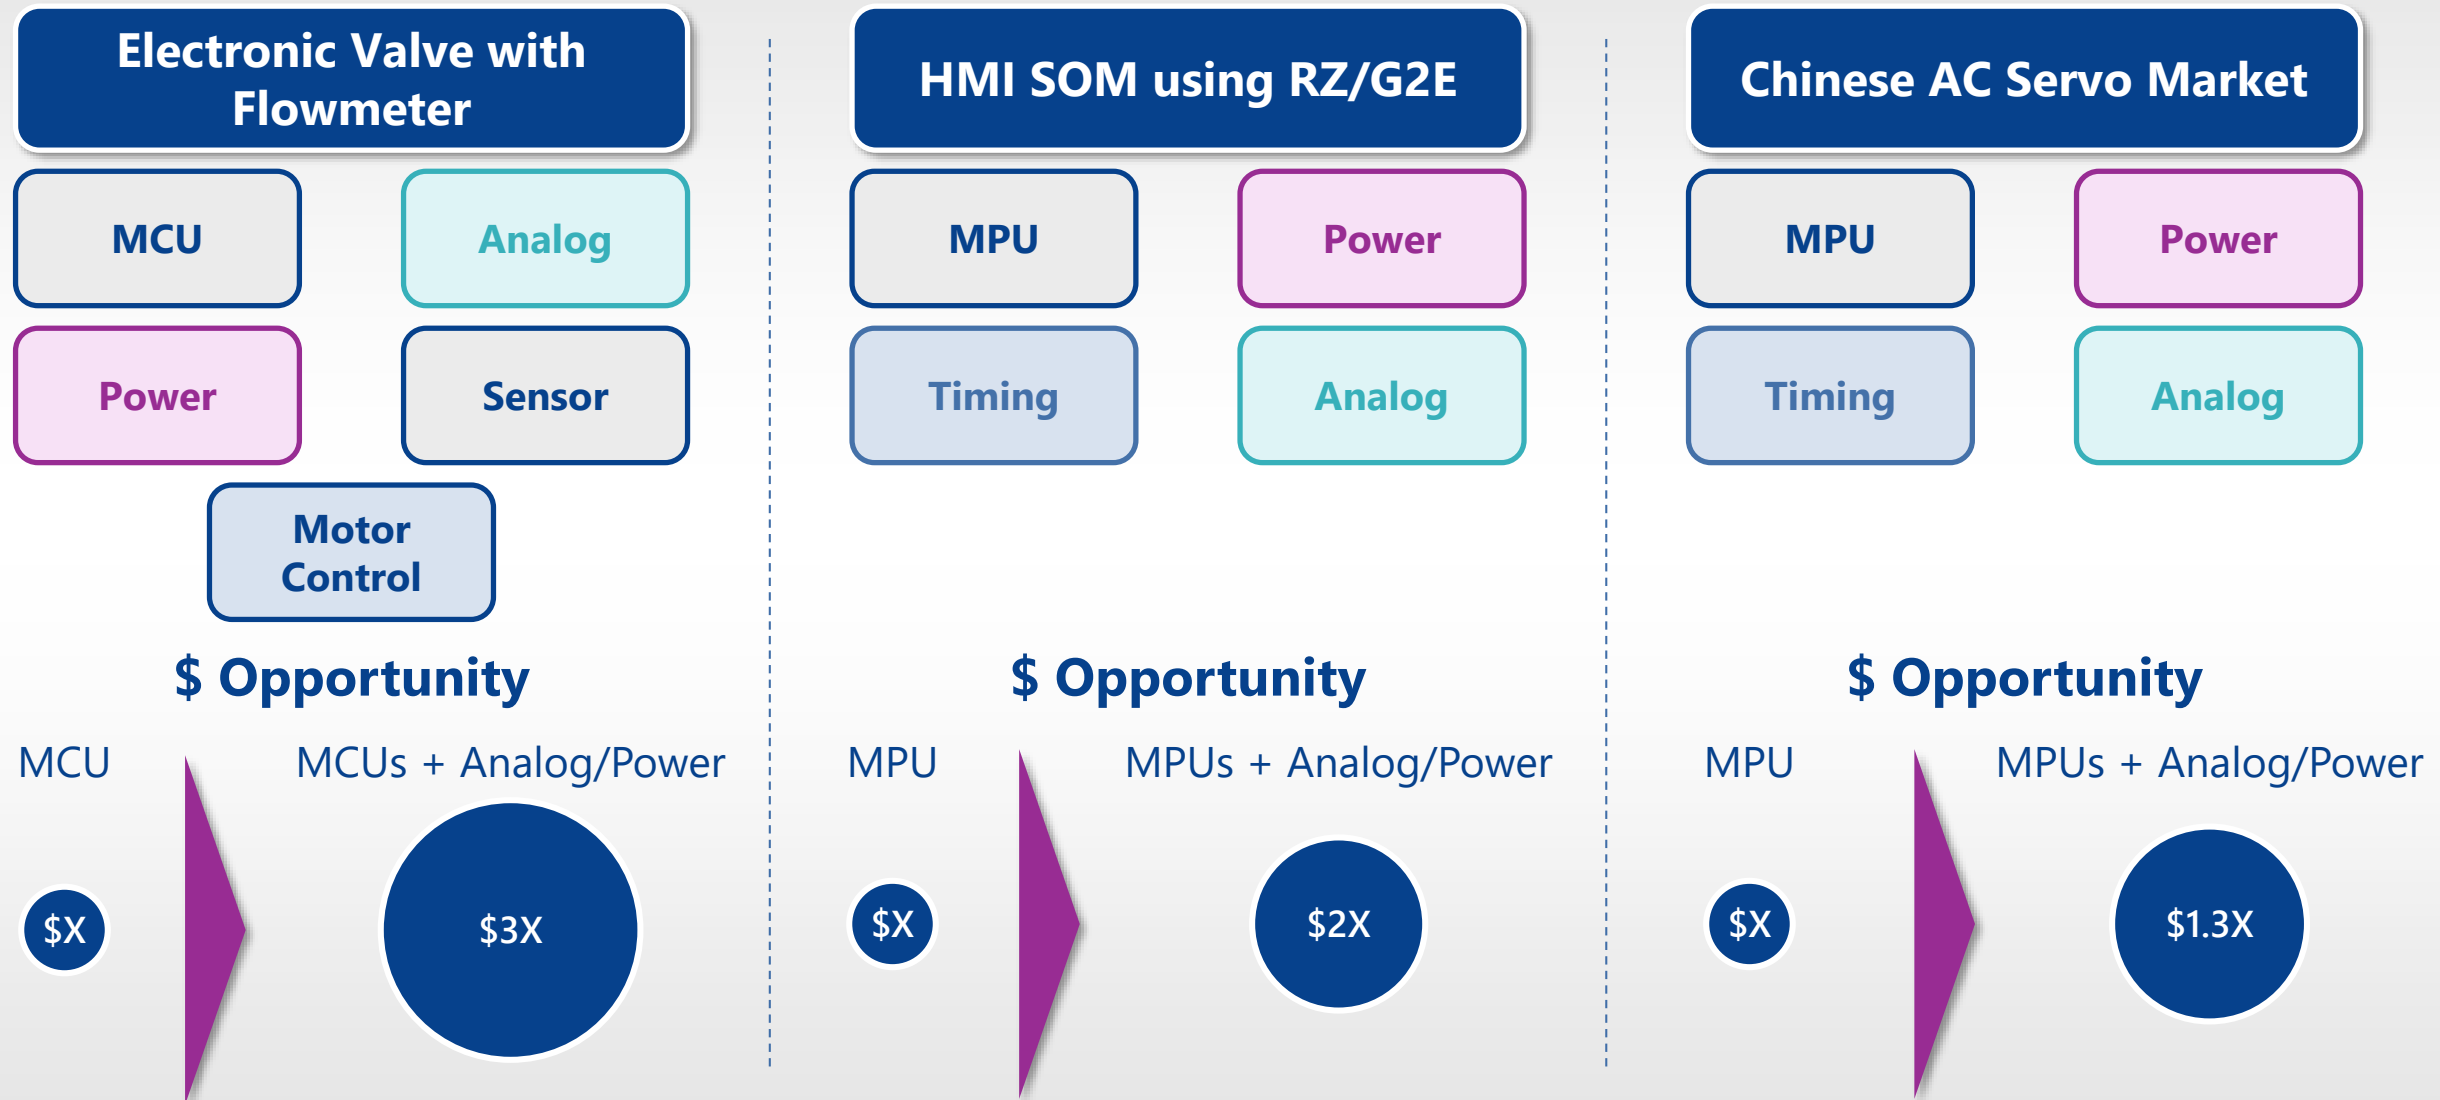 Electronic Valve with
Flowmeter
MCU
Analog
Power
Sensor
Motor
Control
$ Opportunity
MCU
MCUs + Analog/Power
$X
$3X
HMI SOM using RZ/G2E
MPU
Power
Timing
Analog
$ Opportunity
MPU
MPUs + Analog/Power
$X
$2X
Chinese AC Servo Market
MPU
Power
Timing
Analog
$ Opportunity
MPU
MPUs + Analog/Power
$X
$1.3X